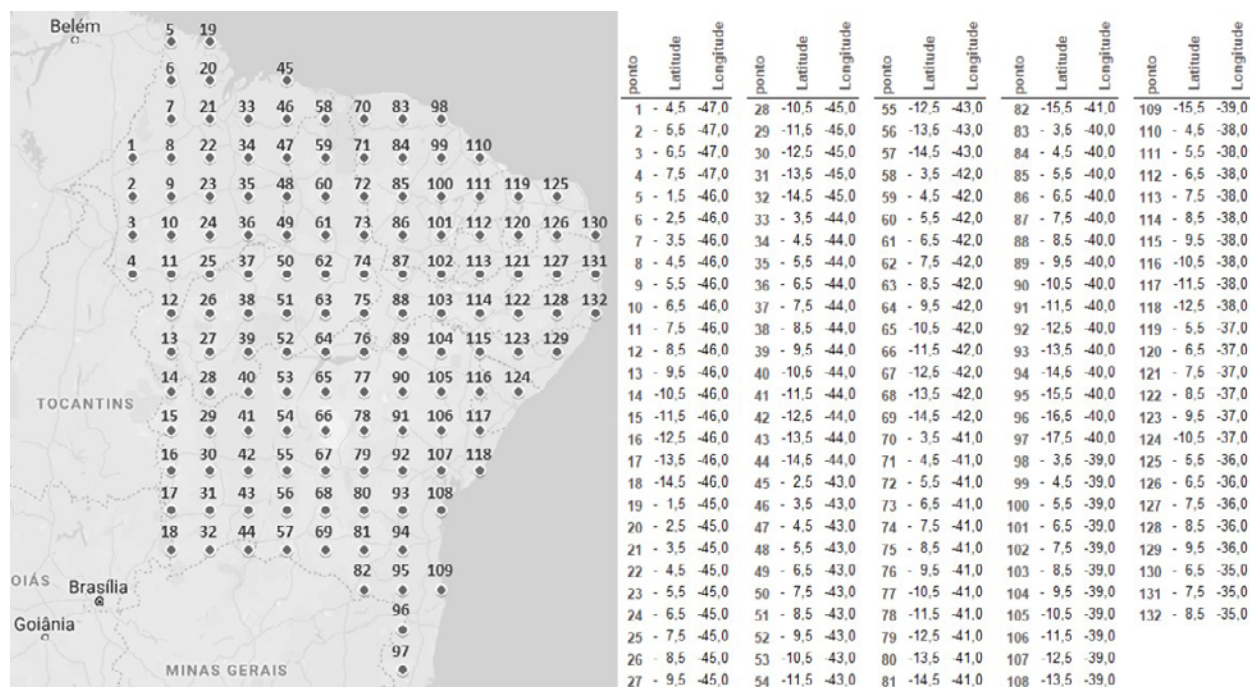 Belém
5 19
6 20 45
7 21 33 46 58 70 83 98
1 8 22 34 47 59 71 84 99 110
2 9 23 35 48 60 72 85 100 111 119 125
3 10 24 36 49 61 73 86 101 112 120 126 130
4 11 25 37 50 62 74 87 102 113 121 127 131
12 26 38 51 63 75 88 103 114 122 128 132
13 27 39 52 64 76 89 104 115 123 129
14 28 40 53 65 77 90 105 116 124
TOCANTINS
15 29 41 54 66 78 91 106 117
16 30 42 55 67 79 92 107 118
17 31 43 56 68 80 93 108
18 32 44 57 69 81 94
82 95 109
OIÁS
Brasília
96
Goiânia
97
MINAS GERAIS
ponto Latitude Longitude ponto Latitude Longitude ponto Latitude Longitude ponto Latitude Longitude ponto Latitude Longitude
1 - 4,5 -47,0 28 -10,5 -45,0 55 -12,5 -43,0 82 -15,5 -41,0 109 -15,5 -39,0
2 - 5,5 -47,0 29 -11,5 -45,0 56 -13,5 -43,0 83 - 3,5 -40,0 110 - 4,5 -38,0
3 - 6,5 -47,0 30 -12,5 -45,0 57 -14,5 -43,0 84 - 4,5 -40,0 111 - 5,5 -38,0
4 - 7,5 -47,0 31 -13,5 -45,0 58 - 3,5 -42,0 85 - 5,5 -40,0 112 - 6,5 -38,0
5 - 1,5 -46,0 32 -14,5 -45,0 59 - 4,5 -42,0 86 - 6,5 -40,0 113 - 7,5 -38,0
6 - 2,5 -46,0 33 - 3,5 -44,0 60 - 5,5 -42,0 87 - 7,5 -40,0 114 - 8,5 -38,0
7 - 3,5 -46,0 34 - 4,5 -44,0 61 - 6,5 -42,0 88 - 8,5 -40,0 115 - 9,5 -38,0
8 - 4,5 -46,0 35 - 5,5 -44,0 62 - 7,5 -42,0 89 - 9,5 -40,0 116 -10,5 -38,0
9 - 5,5 -46,0 36 - 6,5 -44,0 63 - 8,5 -42,0 90 -10,5 -40,0 117 -11,5 -38,0
10 - 6,5 -46,0 37 - 7,5 -44,0 64 - 9,5 -42,0 91 -11,5 -40,0 118 -12,5 -38,0
11 - 7,5 -46,0 38 - 8,5 -44,0 65 -10,5 -42,0 92 -12,5 -40,0 119 - 5,5 -37,0
12 - 8,5 -46,0 39 - 9,5 -44,0 66 -11,5 -42,0 93 -13,5 -40,0 120 - 6,5 -37,0
13 - 9,5 -46,0 40 -10,5 -44,0 67 -12,5 -42,0 94 -14,5 -40,0 121 - 7,5 -37,0
14 -10,5 -46,0 41 -11,5 -44,0 68 -13,5 -42,0 95 -15,5 -40,0 122 - 8,5 -37,0
15 -11,5 -46,0 42 -12,5 -44,0 69 -14,5 -42,0 96 -16,5 -40,0 123 - 9,5 -37,0
16 -12,5 -46,0 43 -13,5 -44,0 70 - 3,5 -41,0 97 -17,5 -40,0 124 -10,5 -37,0
17 -13,5 -46,0 44 -14,5 -44,0 71 - 4,5 -41,0 98 - 3,5 -39,0 125 - 5,5 -36,0
18 -14,5 -46,0 45 - 2,5 -43,0 72 - 5,5 -41,0 99 - 4,5 -39,0 126 - 6,5 -36,0
19 - 1,5 -45,0 46 - 3,5 -43,0 73 - 6,5 -41,0 100 - 5,5 -39,0 127 - 7,5 -36,0
20 - 2,5 -45,0 47 - 4,5 -43,0 74 - 7,5 -41,0 101 - 6,5 -39,0 128 - 8,5 -36,0
21 - 3,5 -45,0 48 - 5,5 -43,0 75 - 8,5 -41,0 102 - 7,5 -39,0 129 - 9,5 -36,0
22 - 4,5 -45,0 49 - 6,5 -43,0 76 - 9,5 -41,0 103 - 8,5 -39,0 130 - 6,5 -35,0
23 - 5,5 -45,0 50 - 7,5 -43,0 77 -10,5 -41,0 104 - 9,5 -39,0 131 - 7,5 -35,0
24 - 6,5 -45,0 51 - 8,5 -43,0 78 -11,5 -41,0 105 -10,5 -39,0 132 - 8,5 -35,0
25 - 7,5 -45,0 52 - 9,5 -43,0 79 -12,5 -41,0 106 -11,5 -39,0
26 - 8,5 -45,0 53 -10,5 -43,0 80 -13,5 -41,0 107 -12,5 -39,0
27 - 9,5 -45,0 54 -11,5 -43,0 81 -14,5 -41,0 108 -13,5 -39,0